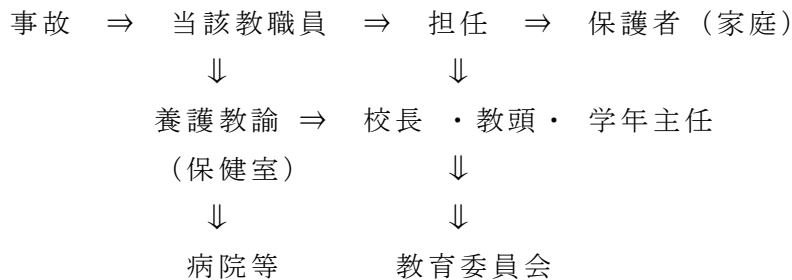 事故 ⇒ 当該教職員 ⇒ 担任 ⇒ 保護者(家庭)
⇓ ⇓
養護教諭 ⇒ 校長 ・教頭・ 学年主任
(保健室) ⇓
⇓ ⇓
病院等 教育委員会